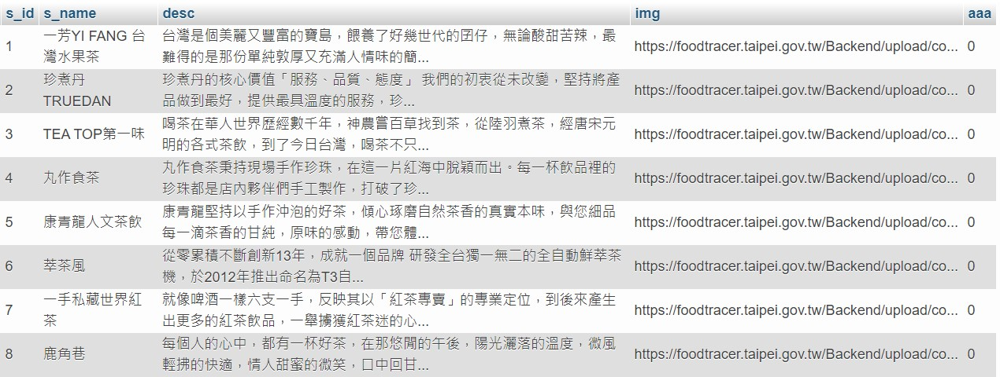 s_id s_name desc img aaa
1 一芳YI FANG 台灣水果茶 台灣是個美麗又豐富的寶島，餵養了好幾世代的囝仔，無論酸甜苦辣，最難得的是那份單純敦厚又充滿人情味的簡... https://foodtracer.taipei.gov.tw/Backend/upload/co... 0
2 珍煮丹 TRUEDAN 珍煮丹的核心價值「服務、品質、態度」 我們的初衷從未改變，堅持將產品做到最好，提供最具溫度的服務，珍... https://foodtracer.taipei.gov.tw/Backend/upload/co... 0
3 TEA TOP第一味 喝茶在華人世界歷經數千年，神農嘗百草找到茶，從陸羽煮茶，經唐宋元明的各式茶飲，到了今日台灣，喝茶不只... https://foodtracer.taipei.gov.tw/Backend/upload/co... 0
4 丸作食茶 丸作食茶秉持現場手作珍珠，在這一片紅海中脫穎而出。每一杯飲品裡的珍珠都是店內夥伴們手工製作，打破了珍... https://foodtracer.taipei.gov.tw/Backend/upload/co... 0
5 康青龍人文茶飲 康青龍堅持以手作沖泡的好茶，傾心琢磨自然茶香的真實本味，與您細品每一滴茶香的甘純，原味的感動，帶您體... https://foodtracer.taipei.gov.tw/Backend/upload/co... 0
6 萃茶風 從零累積不斷創新13年，成就一個品牌 研發全台獨一無二的全自動鮮萃茶機，於2012年推出命名為T3自... https://foodtracer.taipei.gov.tw/Backend/upload/co... 0
7 一手私藏世界紅茶 就像啤酒一樣六支一手，反映其以「紅茶專賣」的專業定位，到後來產生出更多的紅茶飲品，一舉擄獲紅茶迷的心... https://foodtracer.taipei.gov.tw/Backend/upload/co... 0
8 鹿角巷 每個人的心中，都有一杯好茶，在那悠閒的午後，陽光灑落的溫度，微風輕拂的快適，情人甜蜜的微笑，口中回甘... https://foodtracer.taipei.gov.tw/Backend/upload/co... 0